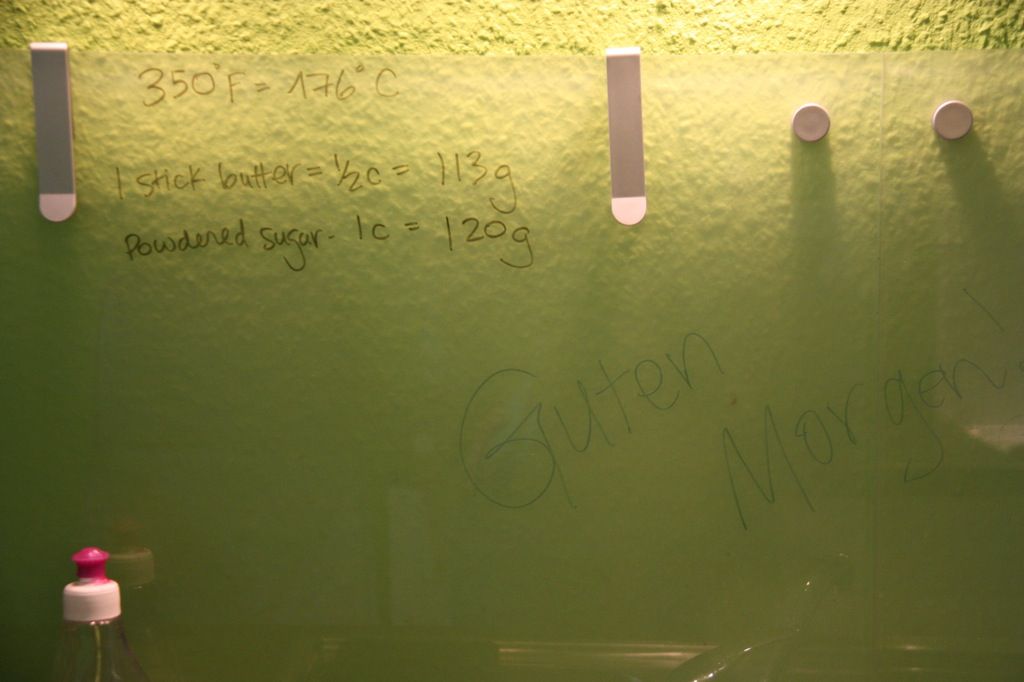 350°F = 176°C
1 stick butter = ½c = 113g
Powdered sugar - 1c = 120g
Guten
Morgen!